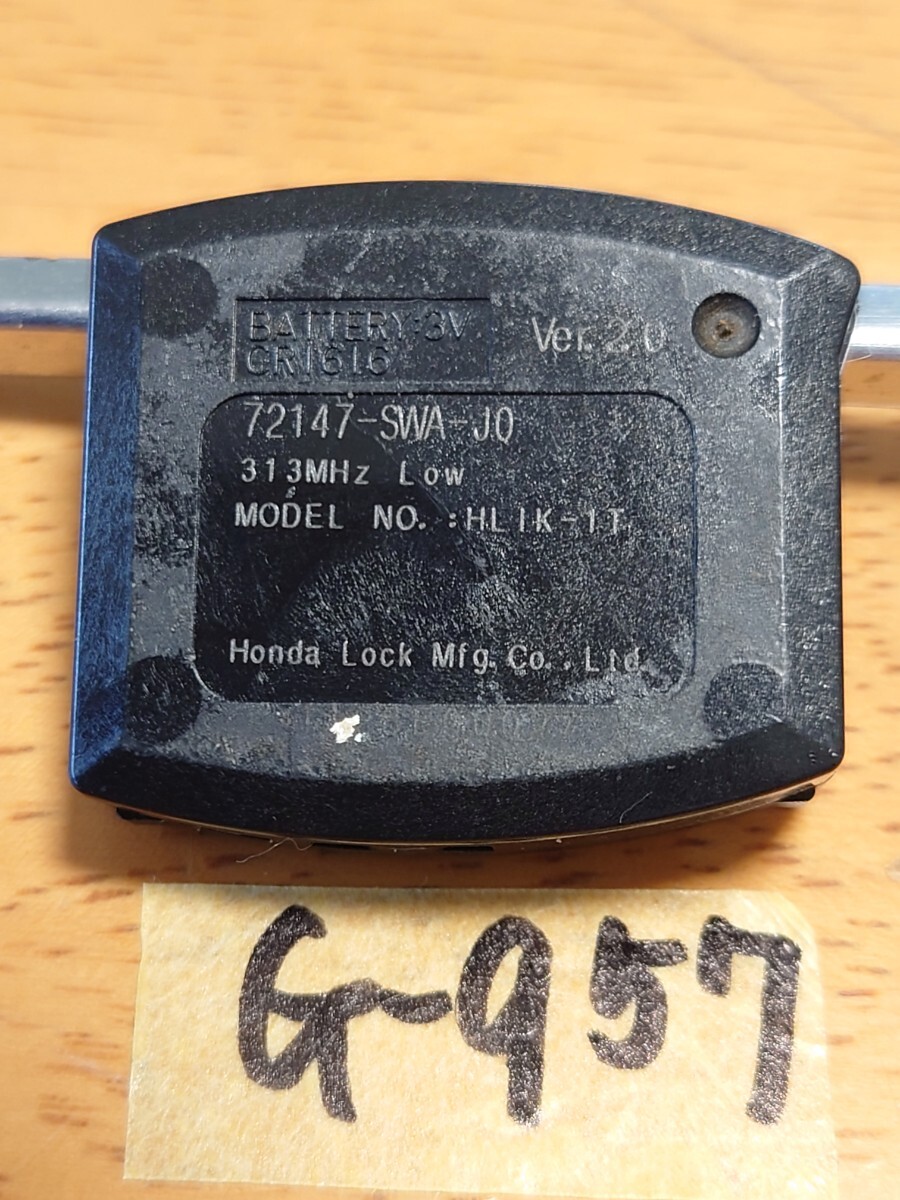 BATTERY:3V
CR1616
Ver. 2.0
72147-SWA-J0
313MHz Low
MODEL NO. :HLIK-1T
Honda Lock Mfg. Co., Ltd.
G-957